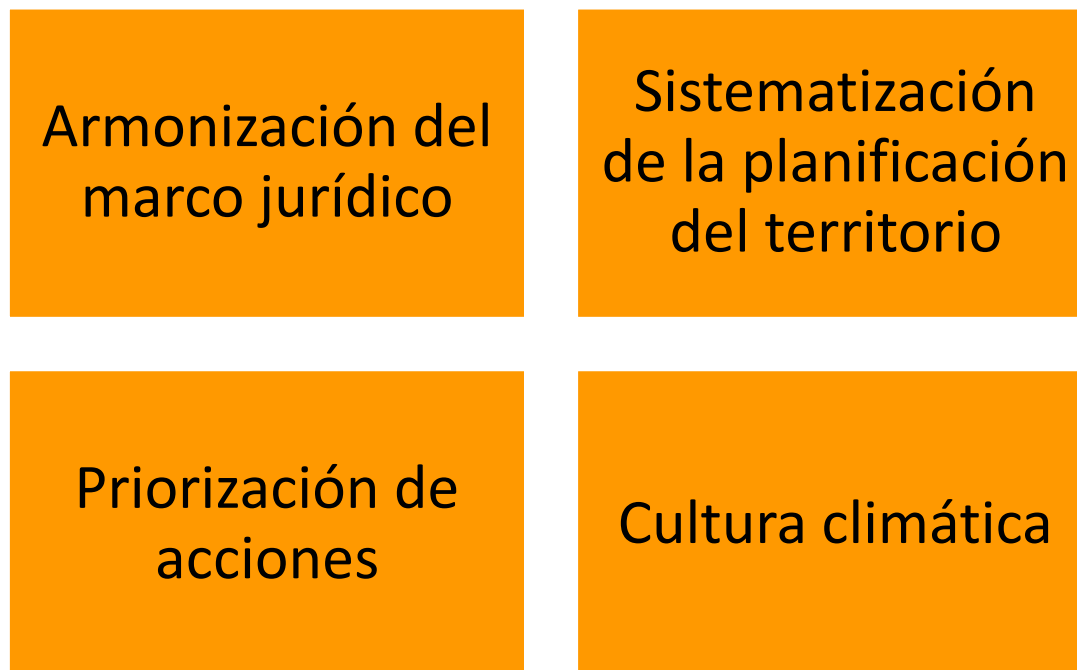 Armonización del
marco jurídico
Sistematización
de la planificación
del territorio
Priorización de
acciones
Cultura climática